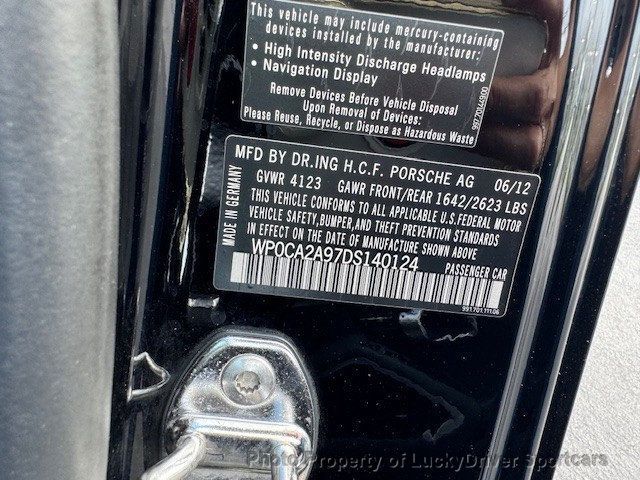 This vehicle may include mercury-containing
devices installed by the manufacturer:
• High Intensity Discharge Headlamps
• Navigation Display
Remove Devices Before Vehicle Disposal
Upon Removal of Devices:
Please Reuse, Recycle, or Dispose as Hazardous Waste
MFD BY DR.ING H.C.F. PORSCHE AG 06/12
MADE IN GERMANY
GVWR 4123 GAWR FRONT/REAR 1642/2623 LBS
THIS VEHICLE CONFORMS TO ALL APPLICABLE U.S.FEDERAL MOTOR
VEHICLE SAFETY,BUMPER,AND THEFT PREVENTION STANDARDS
IN EFFECT ON THE DATE OF MANUFACTURE SHOWN ABOVE.
WP0CA2A97DS140124 PASSENGER CAR
991.701.111.06
Photo Property of LuckyDriver Sportcars